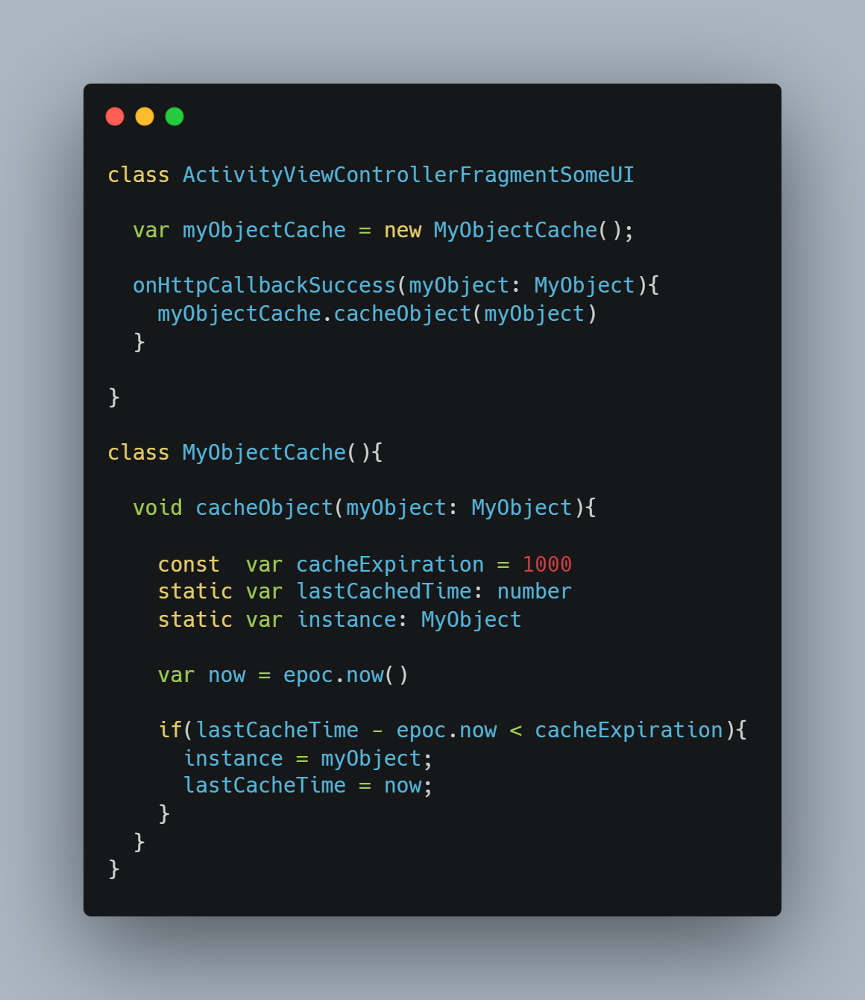 class ActivityViewControllerFragmentSomeUI
var myObjectCache = new MyObjectCache();
onHttpCallbackSuccess(myObject: MyObject){
myObjectCache.cacheObject(myObject)
}
}
class MyObjectCache(){
void cacheObject(myObject: MyObject){
const  var cacheExpiration = 1000
static var lastCachedTime: number
static var instance: MyObject
var now = epoc.now()
if(lastCacheTime - epoc.now < cacheExpiration){
instance = myObject;
lastCacheTime = now;
}
}
}